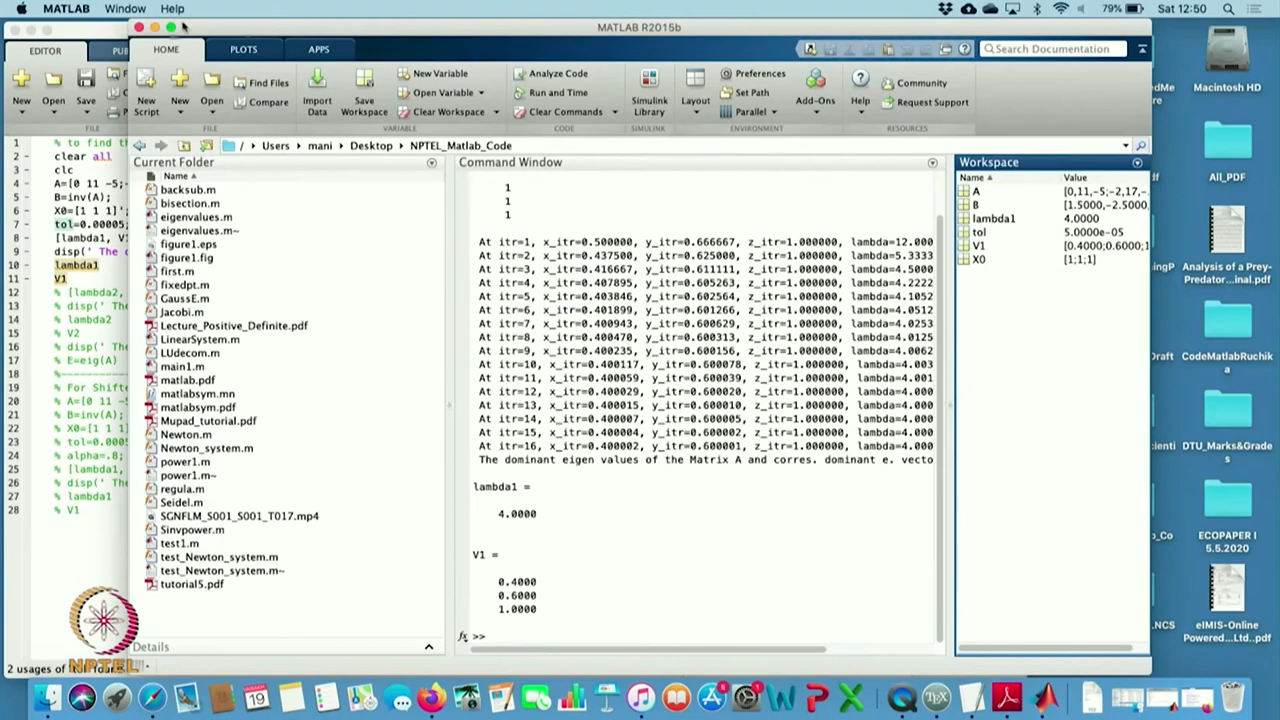 MATLAB Window Help 79% Sat 12:50
MATLAB R2015b
EDITOR PU HOME PLOTS APPS Search Documentation
New Open Save
FILE
New Script New Open Find Files Compare
FILE
Import Data Save Workspace New Variable Open Variable Clear Workspace
VARIABLE
Analyze Code Run and Time Clear Commands
CODE
Simulink Library
SIMULINK
Layout Preferences Set Path Parallel Add-Ons
ENVIRONMENT
Help Community Request Support
RESOURCES
/ Users mani Desktop NPTEL_Matlab_Code
1 % to find th
2 clear all
3 clc
4 A=[0 11 -5;-
5 B=inv(A);
6 X0=[1 1 1]';
7 tol=0.00005;
8 [lambda1, V
9 disp(' The d
10 lambda1
11 V1
12 % [lambda2,
13 % disp(' The
14 % lambda2
15 % V2
16 % disp(' The
17 % E=eig(A)
18 %
19 % For Shifte
20 % A=[0 11 -5
21 % B=inv(A);
22 % X0=[1 1 1]
23 % tol=0.0005
24 % alpha=.8;
25 % [lambda1,
26 % disp(' The
27 % lambda1
28 % V1
Current Folder
Name
backsub.m
bisection.m
eigenvalues.m
eigenvalues.m~
figure1.eps
figure1.fig
first.m
fixedpt.m
GaussE.m
Jacobi.m
Lecture_Positive_Definite.pdf
LinearSystem.m
LUdecom.m
main1.m
matlab.pdf
matlabsym.mn
matlabsym.pdf
Mupad_tutorial.pdf
Newton.m
Newton_system.m
power1.m
power1.m~
regula.m
Seidel.m
SGNFLM_S001_S001_T017.mp4
Sinvpower.m
test1.m
test_Newton_system.m
test_Newton_system.m~
tutorial5.pdf
Details
Command Window
1
1
1
At itr=1, x_itr=0.500000, y_itr=0.666667, z_itr=1.000000, lambda=12.000
At itr=2, x_itr=0.437500, y_itr=0.625000, z_itr=1.000000, lambda=5.3333
At itr=3, x_itr=0.416667, y_itr=0.611111, z_itr=1.000000, lambda=4.5000
At itr=4, x_itr=0.407895, y_itr=0.605263, z_itr=1.000000, lambda=4.2222
At itr=5, x_itr=0.403846, y_itr=0.602564, z_itr=1.000000, lambda=4.1052
At itr=6, x_itr=0.401899, y_itr=0.601266, z_itr=1.000000, lambda=4.0512
At itr=7, x_itr=0.400943, y_itr=0.600629, z_itr=1.000000, lambda=4.0253
At itr=8, x_itr=0.400470, y_itr=0.600313, z_itr=1.000000, lambda=4.0125
At itr=9, x_itr=0.400235, y_itr=0.600156, z_itr=1.000000, lambda=4.0062
At itr=10, x_itr=0.400117, y_itr=0.600078, z_itr=1.000000, lambda=4.003
At itr=11, x_itr=0.400059, y_itr=0.600039, z_itr=1.000000, lambda=4.001
At itr=12, x_itr=0.400029, y_itr=0.600020, z_itr=1.000000, lambda=4.000
At itr=13, x_itr=0.400015, y_itr=0.600010, z_itr=1.000000, lambda=4.000
At itr=14, x_itr=0.400007, y_itr=0.600005, z_itr=1.000000, lambda=4.000
At itr=15, x_itr=0.400004, y_itr=0.600002, z_itr=1.000000, lambda=4.000
At itr=16, x_itr=0.400002, y_itr=0.600001, z_itr=1.000000, lambda=4.000
The dominant eigen values of the Matrix A and corres. dominant e. vecto
lambda1 =
4.0000
V1 =
0.4000
0.6000
1.0000
fx >>
Workspace
Name Value
A [0,11,-5;-2,17,-
B [1.5000,-2.5000,
lambda1 4.0000
tol 5.0000e-05
V1 [0.4000;0.6000;1
X0 [1;1;1]
Macintosh HD
All_PDF
Analysis of a Prey-Predator ...inal.pdf
CodeMatlabRuchika
DTU_Marks&Grades
ECOPAPER I 5.5.2020
eIMIS-Online Powered...Ltd..pdf
NPTEL
19